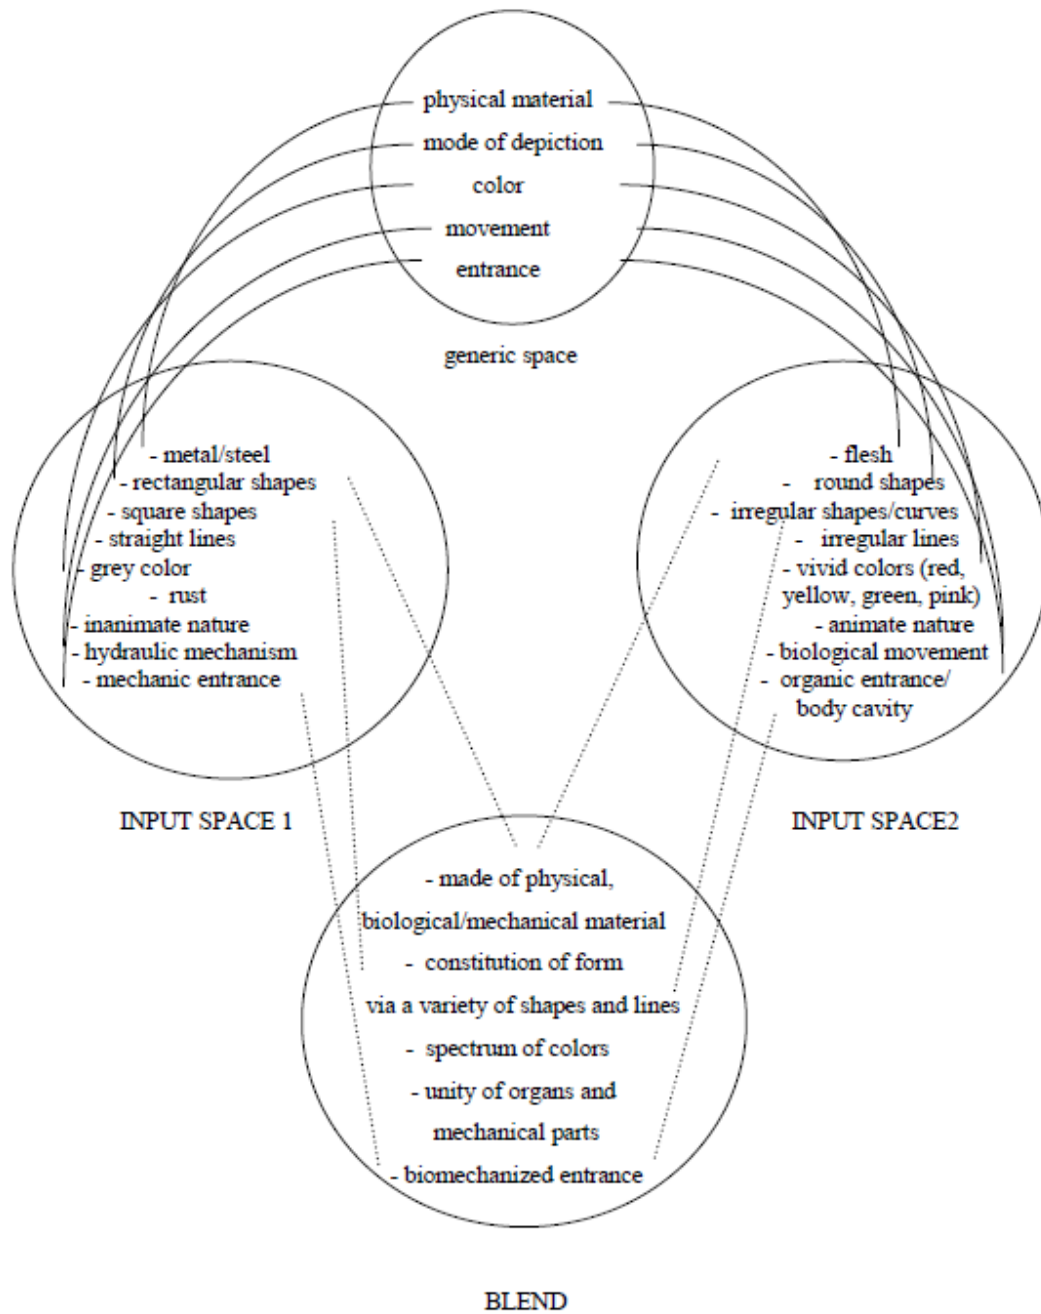 physical material
mode of depiction
color
movement
entrance
generic space
- metal/steel
- rectangular shapes
- square shapes
- straight lines
- grey color
- rust
- inanimate nature
- hydraulic mechanism
- mechanic entrance
INPUT SPACE 1
- flesh
- round shapes
- irregular shapes/curves
- irregular lines
- vivid colors (red,
yellow, green, pink)
- animate nature
- biological movement
- organic entrance/
body cavity
INPUT SPACE2
- made of physical,
biological/mechanical material
- constitution of form
via a variety of shapes and lines
- spectrum of colors
- unity of organs and
mechanical parts
- biomechanized entrance
BLEND